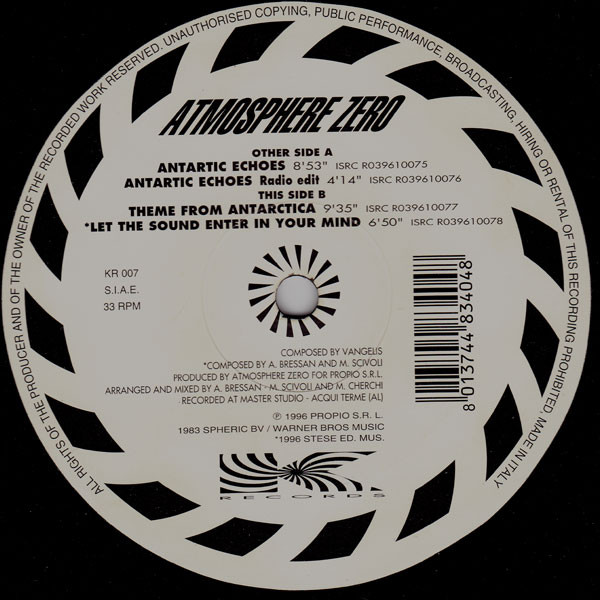 ALL RIGHTS OF THE PRODUCER AND OF THE OWNER OF THE RECORDED WORK RESERVED. UNAUTHORISED COPYING, PUBLIC PERFORMANCE, BROADCASTING, HIRING OR RENTAL OF THIS RECORDING PROHIBITED. MADE IN ITALY
ATMOSPHERE ZERO
OTHER SIDE A
ANTARTIC ECHOES 8'53" ISRC R039610075
ANTARTIC ECHOES Radio edit 4'14" ISRC R039610076
THIS SIDE B
THEME FROM ANTARCTICA 9'35" ISRC R039610077
*LET THE SOUND ENTER IN YOUR MIND 6'50" ISRC R039610078
KR 007
S.I.A.E.
33 RPM
8 013744 834048
COMPOSED BY VANGELIS
*COMPOSED BY A. BRESSAN AND M. SCIVOLI
PRODUCED BY ATMOSPHERE ZERO FOR PROPIO S.R.L.
ARRANGED AND MIXED BY A. BRESSAN - M. SCIVOLI AND M. CHERCHI
RECORDED AT MASTER STUDIO - ACQUI TERME (AL)
℗ 1996 PROPIO S.R. L.
1983 SPHERIC BV / WARNER BROS MUSIC
*1996 STESE ED. MUS.
RECORDS